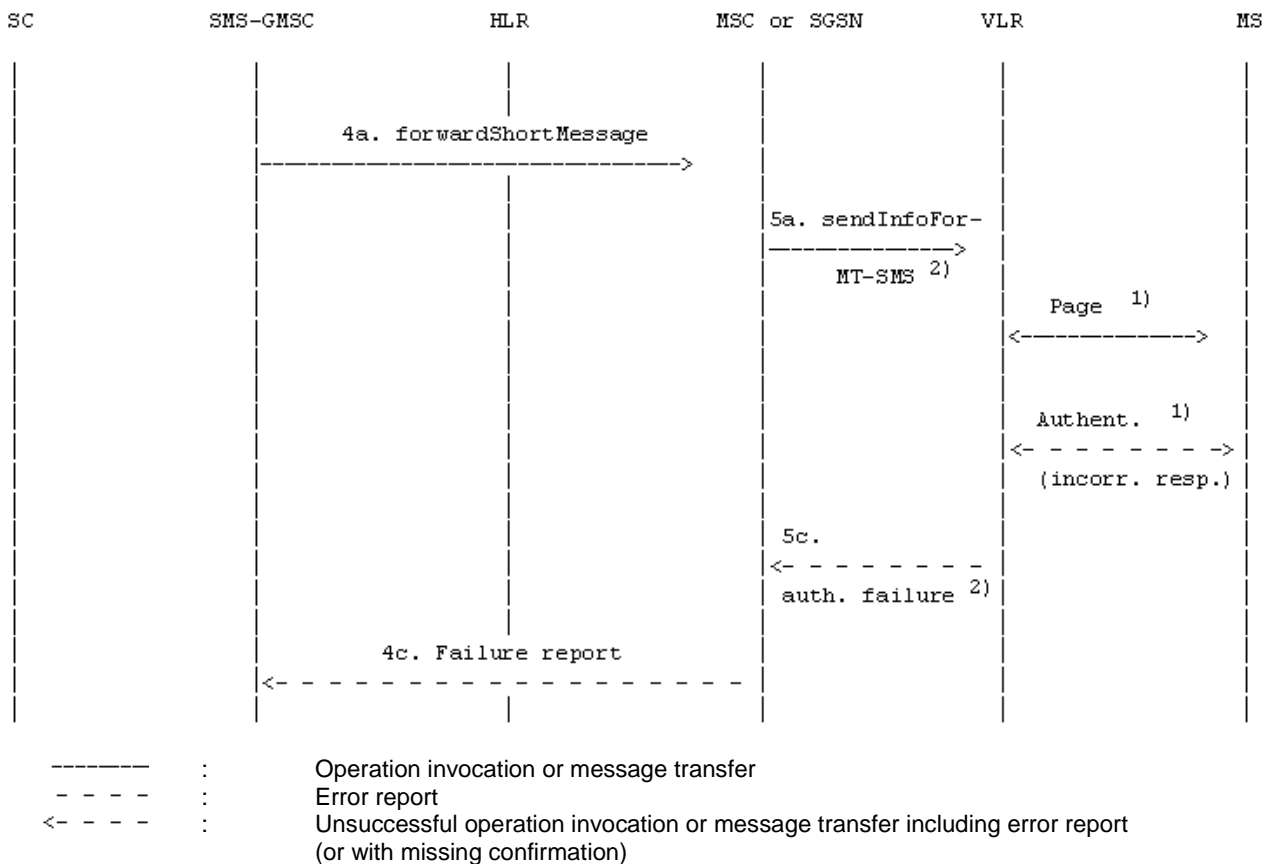 SC SMS-GMSC HLR MSC or SGSN VLR MS
4a. forwardShortMessage
5a. sendInfoFor-
MT-SMS 2)
Page 1)
Authent. 1)
(incorr. resp.)
5c.
auth. failure 2)
4c. Failure report
: Operation invocation or message transfer
: Error report
: Unsuccessful operation invocation or message transfer including error report
(or with missing confirmation)